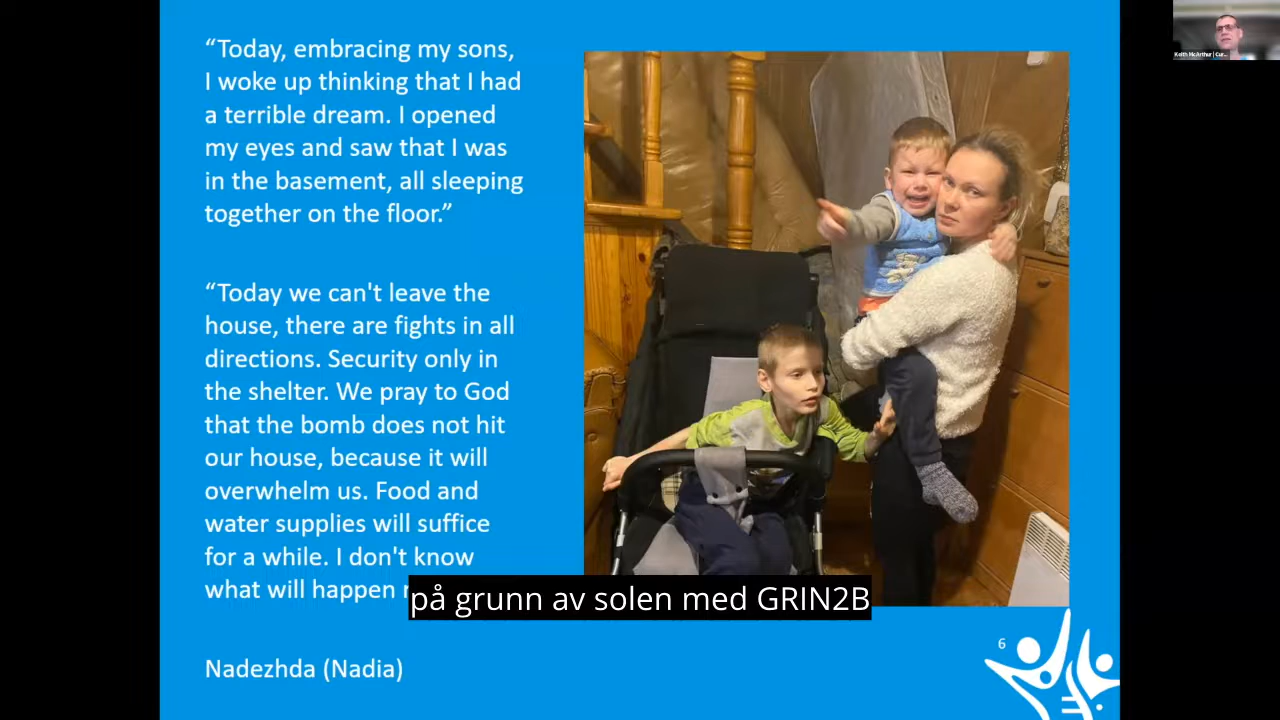 “Today, embracing my sons,
I woke up thinking that I had
a terrible dream. I opened
my eyes and saw that I was
in the basement, all sleeping
together on the floor.”
“Today we can't leave the
house, there are fights in all
directions. Security only in
the shelter. We pray to God
that the bomb does not hit
our house, because it will
overwhelm us. Food and
water supplies will suffice
for a while. I don't know
what will happen
på grunn av solen med GRIN2B
Nadezhda (Nadia)
6
Keith McArthur | Cur...